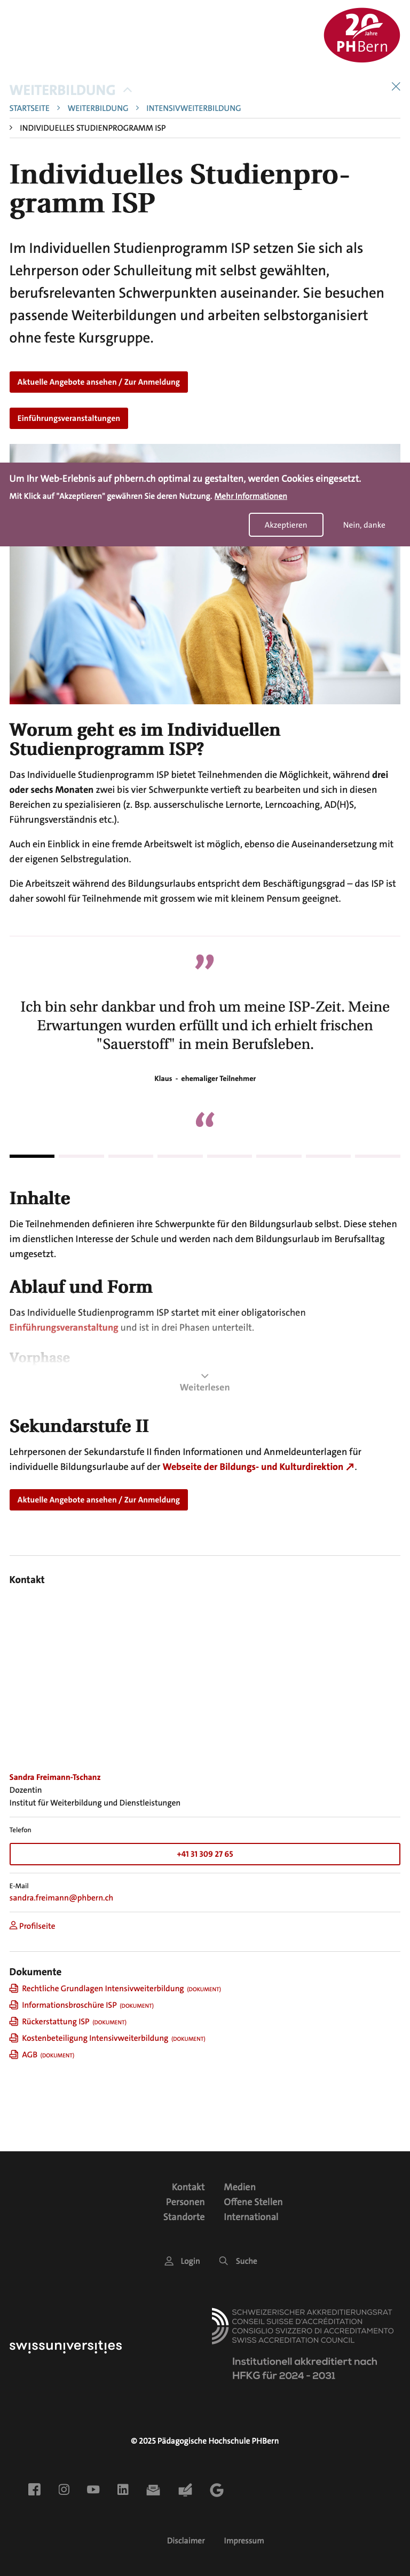 20
Jahre
PHBern
WEITERBILDUNG
STARTSEITE > WEITERBILDUNG > INTENSIVWEITERBILDUNG
> INDIVIDUELLES STUDIENPROGRAMM ISP
Individuelles Studienpro-
gramm ISP
Im Individuellen Studienprogramm ISP setzen Sie sich als
Lehrperson oder Schulleitung mit selbst gewählten,
berufsrelevanten Schwerpunkten auseinander. Sie besuchen
passende Weiterbildungen und arbeiten selbstorganisiert
ohne feste Kursgruppe.
Aktuelle Angebote ansehen / Zur Anmeldung
Einführungsveranstaltungen
Um Ihr Web-Erlebnis auf phbern.ch optimal zu gestalten, werden Cookies eingesetzt.
Mit Klick auf "Akzeptieren" gewähren Sie deren Nutzung. Mehr Informationen
Akzeptieren Nein, danke
Worum geht es im Individuellen
Studienprogramm ISP?
Das Individuelle Studienprogramm ISP bietet Teilnehmenden die Möglichkeit, während drei
oder sechs Monaten zwei bis vier Schwerpunkte vertieft zu bearbeiten und sich in diesen
Bereichen zu spezialisieren (z. Bsp. ausserschulische Lernorte, Lerncoaching, AD(H)S,
Führungsverständnis etc.).
Auch ein Einblick in eine fremde Arbeitswelt ist möglich, ebenso die Auseinandersetzung mit
der eigenen Selbstregulation.
Die Arbeitszeit während des Bildungsurlaubs entspricht dem Beschäftigungsgrad – das ISP ist
daher sowohl für Teilnehmende mit grossem wie mit kleinem Pensum geeignet.
”
Ich bin sehr dankbar und froh um meine ISP-Zeit. Meine
Erwartungen wurden erfüllt und ich erhielt frischen
"Sauerstoff" in mein Berufsleben.
Klaus - ehemaliger Teilnehmer
“
Inhalte
Die Teilnehmenden definieren ihre Schwerpunkte für den Bildungsurlaub selbst. Diese stehen
im dienstlichen Interesse der Schule und werden nach dem Bildungsurlaub im Berufsalltag
umgesetzt.
Ablauf und Form
Das Individuelle Studienprogramm ISP startet mit einer obligatorischen
Einführungsveranstaltung und ist in drei Phasen unterteilt.
Vorphase
Weiterlesen
Sekundarstufe II
Lehrpersonen der Sekundarstufe II finden Informationen und Anmeldeunterlagen für
individuelle Bildungsurlaube auf der Webseite der Bildungs- und Kulturdirektion ↗.
Aktuelle Angebote ansehen / Zur Anmeldung
Kontakt
Sandra Freimann-Tschanz
Dozentin
Institut für Weiterbildung und Dienstleistungen
Telefon
+41 31 309 27 65
E-Mail
sandra.freimann@phbern.ch
Profilseite
Dokumente
Rechtliche Grundlagen Intensivweiterbildung (DOKUMENT)
Informationsbroschüre ISP (DOKUMENT)
Rückerstattung ISP (DOKUMENT)
Kostenbeteiligung Intensivweiterbildung (DOKUMENT)
AGB (DOKUMENT)
Kontakt Medien
Personen Offene Stellen
Standorte International
Login Suche
swissuniversities
SCHWEIZERISCHER AKKREDITIERUNGSRAT
CONSEIL SUISSE D'ACCRÉDITATION
CONSIGLIO SVIZZERO DI ACCREDITAMENTO
SWISS ACCREDITATION COUNCIL
Institutionell akkreditiert nach
HFKG für 2024 - 2031
© 2025 Pädagogische Hochschule PHBern
Disclaimer Impressum